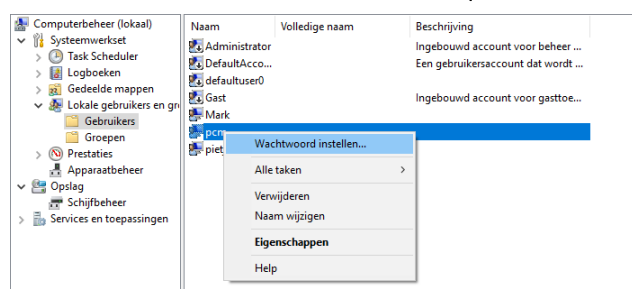 Computerbeheer (lokaal)
Systeemwerkset
Task Scheduler
Logboeken
Gedeelde mappen
Lokale gebruikers en gr
Gebruikers
Groepen
Prestaties
Apparaatbeheer
Opslag
Schijfbeheer
Services en toepassingen
Naam Volledige naam Beschrijving
Administrator Ingebouwd account voor beheer ...
DefaultAcco... Een gebruikersaccount dat wordt ...
defaultuser0
Gast Ingebouwd account voor gasttoe...
Mark
pcm
piet
Wachtwoord instellen...
Alle taken
Verwijderen
Naam wijzigen
Eigenschappen
Help